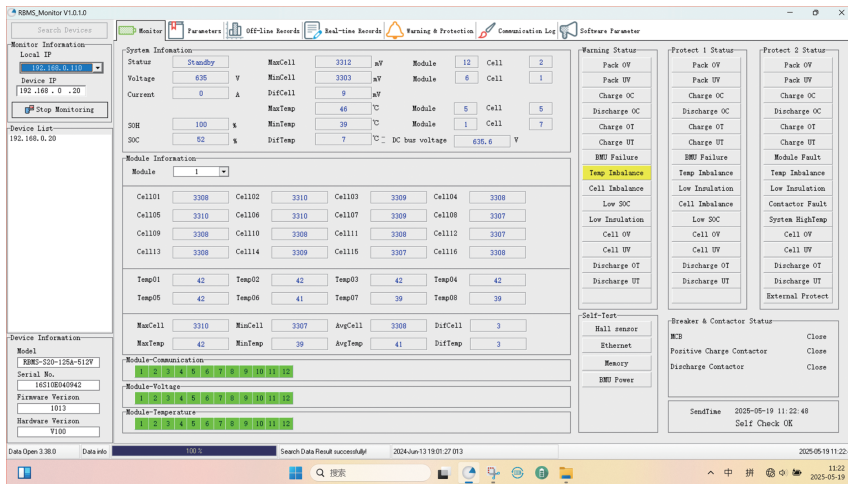 RBMS_Monitor V1.0.1.0
Search Devices
Monitor
Parameters
Off-line Records
Real-time Records
Warning & Protection
Communication Log
Software Parameter
Monitor Information
Local IP
192.168.0.110
Device IP
192 .168 . 0 .20
Stop Monitoring
Device List
192.168.0.20
Device Information
Model
RBMS-S20-125A-512V
Serial No.
16S10E040942
Firmware Verizon
1013
Hardware Verizon
V100
System Infomation
Status Standby MaxCell 3312 mV Module 12 Cell 2
Voltage 635 V MinCell 3303 mV Module 6 Cell 1
Current 0 A DifCell 9 mV
MaxTemp 46 ℃ Module 5 Cell 5
SOH 100 % MinTemp 39 ℃ Module 1 Cell 7
SOC 52 % DifTemp 7 ℃ DC bus voltage 635.6 V
Module Information
Module 1
Cell01 3308 Cell02 3310 Cell03 3309 Cell04 3308
Cell05 3310 Cell06 3310 Cell07 3309 Cell08 3307
Cell09 3308 Cell10 3308 Cell11 3308 Cell12 3307
Cell13 3308 Cell14 3309 Cell15 3307 Cell16 3308
Temp01 42 Temp02 42 Temp03 42 Temp04 42
Temp05 42 Temp06 41 Temp07 39 Temp08 39
MaxCell 3310 MinCell 3307 AvgCell 3308 DifCell 3
MaxTemp 42 MinTemp 39 AvgTemp 41 DifTemp 3
Module-Communication
1 2 3 4 5 6 7 8 9 10 11 12
Module-Voltage
1 2 3 4 5 6 7 8 9 10 11 12
Module-Temperature
1 2 3 4 5 6 7 8 9 10 11 12
Warning Status
Pack OV
Pack UV
Charge OC
Discharge OC
Charge OT
Charge UT
BMU Failure
Temp Imbalance
Cell Imbalance
Low SOC
Low Insulation
Cell OV
Cell UV
Discharge OT
Discharge UT
Protect 1 Status
Pack OV
Pack UV
Charge OC
Discharge OC
Charge OT
Charge UT
BMU Failure
Temp Imbalance
Low Insulation
Cell Imbalance
Low SOC
Cell OV
Cell UV
Discharge OT
Discharge UT
Protect 2 Status
Pack OV
Pack UV
Charge OC
Discharge OC
Charge OT
Charge UT
Module Fault
Temp Imbalance
Low Insulation
Contactor Fault
System HighTemp
Cell OV
Cell UV
Discharge OT
Discharge UT
External Protect
Self-Test
Hall sensor
Ethernet
Memory
BMU Power
Breaker & Contactor Status
MCB Close
Positive Charge Contactor Close
Discharge Contactor Close
SendTime 2025-05-19 11:22:48
Self Check OK
Data Open 3.38.0 Data info 100 % Search Data Result successfully! 2024-Jun-13 19:01:27 013 2025-05-19 11:22:
搜索
中 拼
11:22
2025-05-19